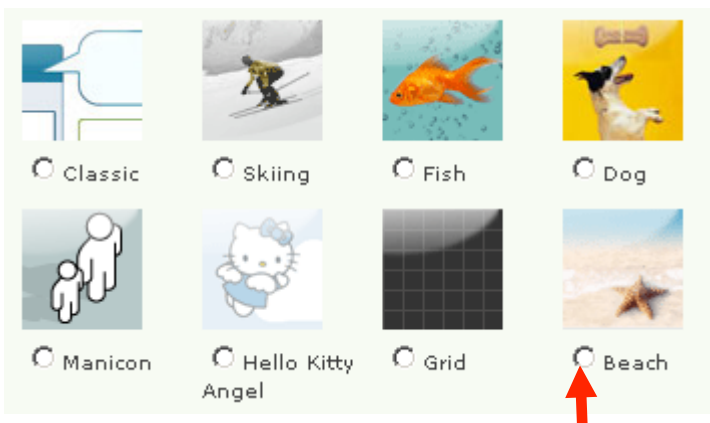 Classic
Skiing
Fish
Dog
Manicon
Hello Kitty
Angel
Grid
Beach